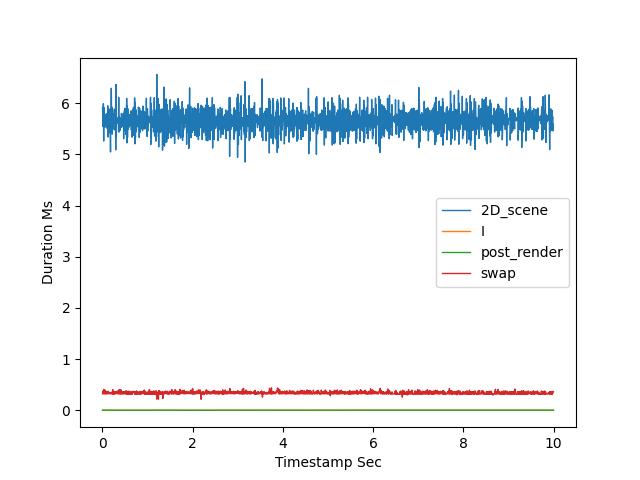 6
5
4
3
2
1
0
Duration Ms
2D_scene
I
post_render
swap
0 2 4 6 8 10
Timestamp Sec